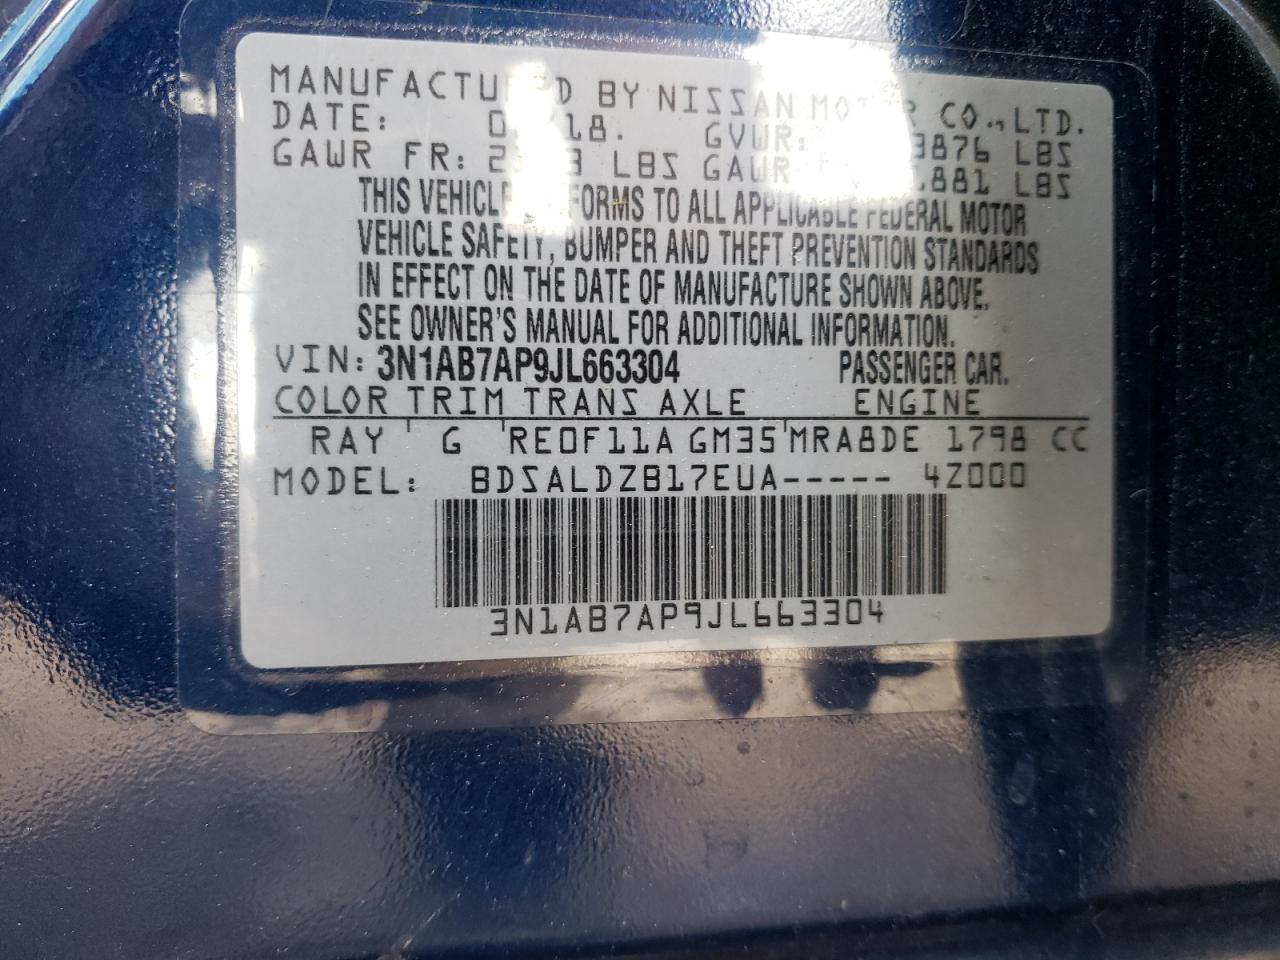 MANUFACTURED BY NISSAN MOTOR CO., LTD.
DATE: GVWR: 3876 LBS
GAWR FR: LBS GAWR LBS
THIS VEHICLE CONFORMS TO ALL APPLICABLE FEDERAL MOTOR
VEHICLE SAFETY, BUMPER AND THEFT PREVENTION STANDARDS
IN EFFECT ON THE DATE OF MANUFACTURE SHOWN ABOVE.
SEE OWNER'S MANUAL FOR ADDITIONAL INFORMATION.
VIN: 3N1AB7AP9JL663304 PASSENGER CAR.
COLOR TRIM TRANS AXLE ENGINE
RAY G RE0F11A GM35 MRA8DE 1798 CC
MODEL: BDSALDZB17EUA----- 4Z000
3N1AB7AP9JL663304